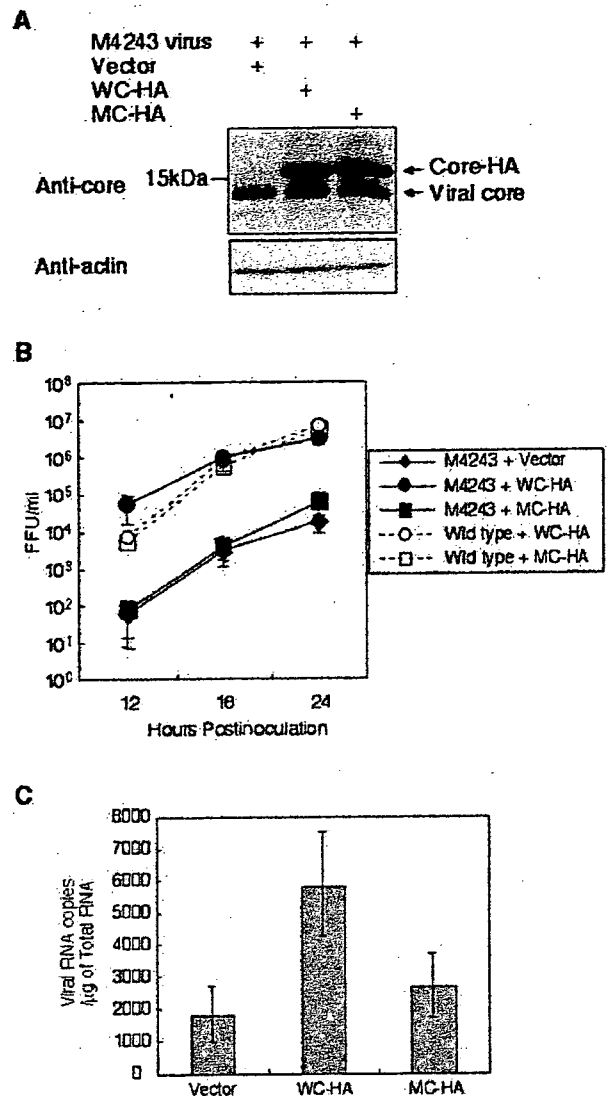 A
M4243 virus + + +
Vector +
WC-HA +
MC-HA +
Anti-core 15kDa Core-HA
Viral core
Anti-actin
B
10⁸
10⁷
10⁶
10⁵
10⁴
10³
10²
10¹
10⁰
FFU/ml
12 18 24
Hours Postinoculation
M4243 + Vector
M4243 + WC-HA
M4243 + MC-HA
Wild type + WC-HA
Wild type + MC-HA
C
8000
7000
6000
5000
4000
3000
2000
1000
0
Viral RNA copies
/µg of Total RNA
Vector WC-HA MC-HA